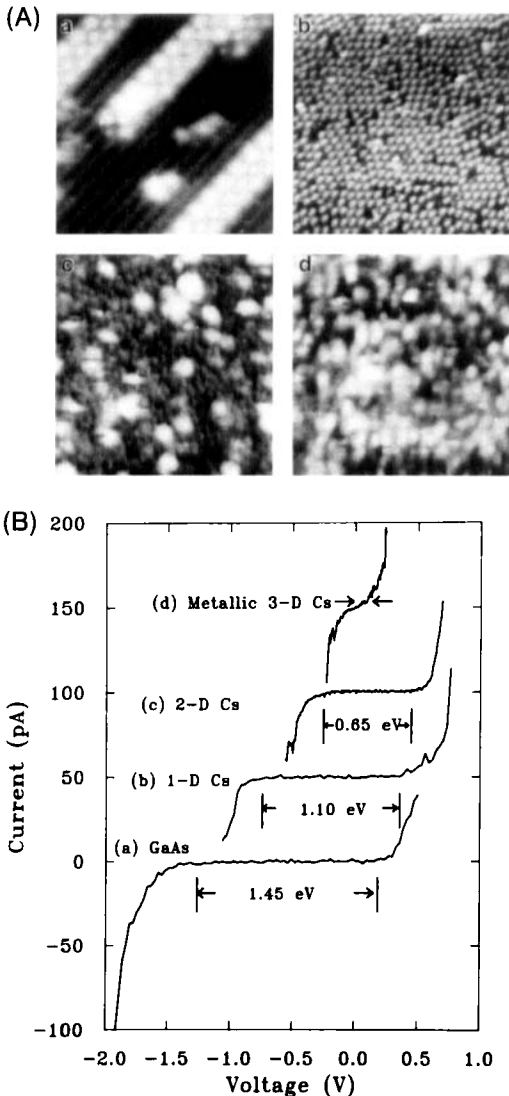 (A)
a
b
c
d
(B)
200
150
100
50
0
-50
-100
Current (pA)
(d) Metallic 3-D Cs
(c) 2-D Cs
0.65 eV
(b) 1-D Cs
1.10 eV
(a) GaAs
1.45 eV
-2.0 -1.5 -1.0 -0.5 0.0 0.5 1.0
Voltage (V)